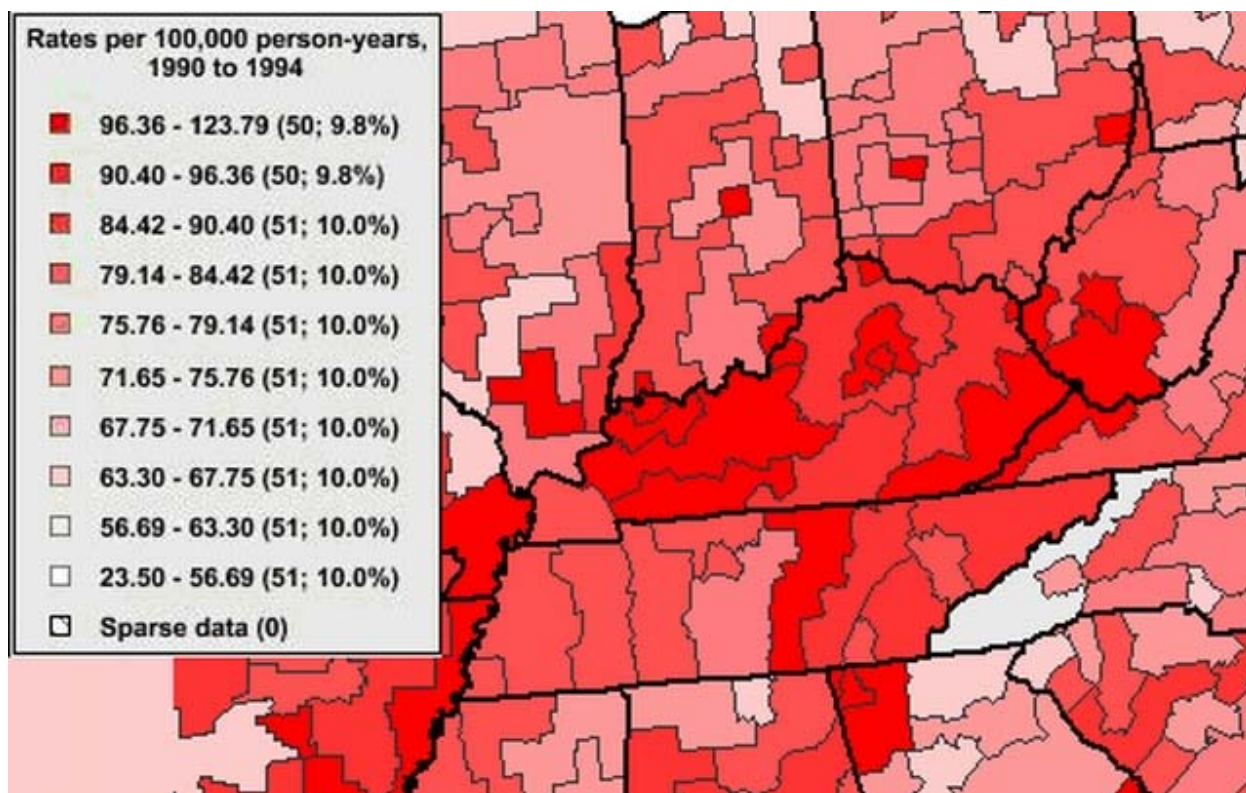 Rates per 100,000 person-years,
1990 to 1994
96.36 - 123.79 (50; 9.8%)
90.40 - 96.36 (50; 9.8%)
84.42 - 90.40 (51; 10.0%)
79.14 - 84.42 (51; 10.0%)
75.76 - 79.14 (51; 10.0%)
71.65 - 75.76 (51; 10.0%)
67.75 - 71.65 (51; 10.0%)
63.30 - 67.75 (51; 10.0%)
56.69 - 63.30 (51; 10.0%)
23.50 - 56.69 (51; 10.0%)
Sparse data (0)